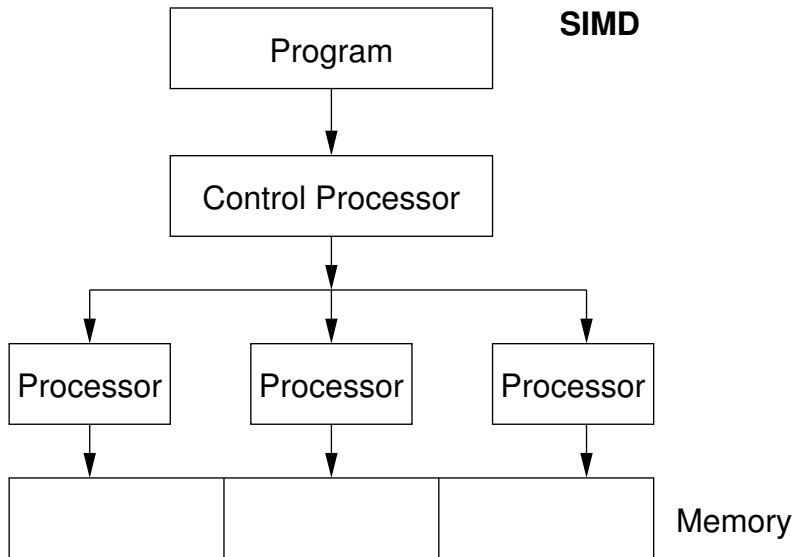 SIMD
Program
Control Processor
Processor
Processor
Processor
Memory